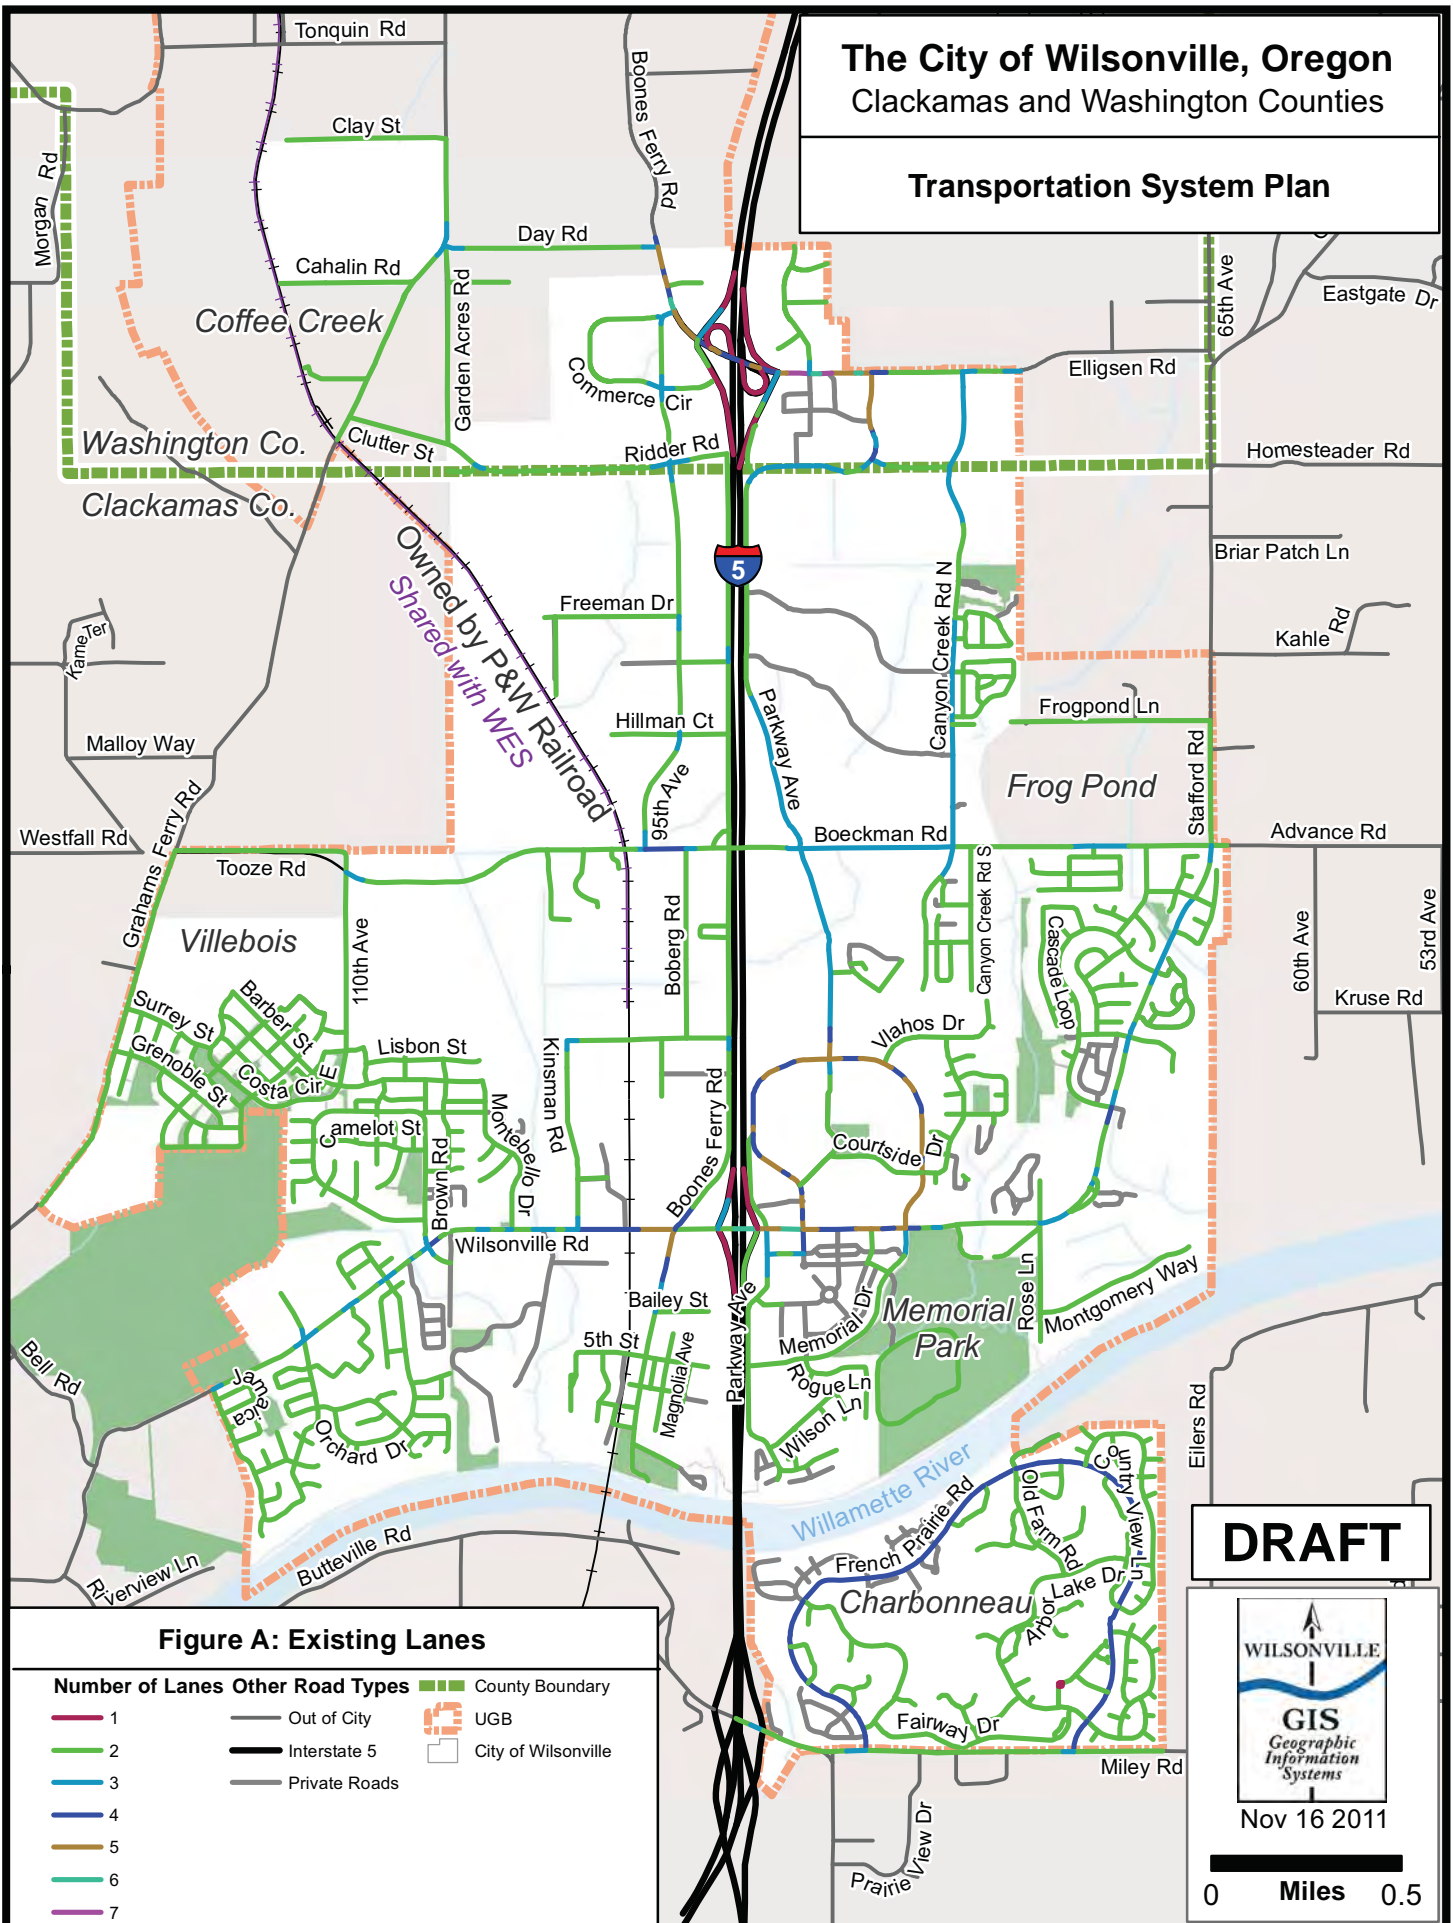 The City of Wilsonville, Oregon
Clackamas and Washington Counties
Transportation System Plan
Tonquin Rd
Boones Ferry Rd
Clay St
Morgan Rd
Day Rd
65th Ave
Eastgate Dr
Cahalin Rd
Garden Acres Rd
Coffee Creek
Elligsen Rd
Commerce Cir
Washington Co.
Clutter St
Ridder Rd
Homesteader Rd
Clackamas Co.
Owned by P&W Railroad
Shared with WES
5
Briar Patch Ln
Canyon Creek Rd N
Freeman Dr
Kame Ter
Kahle Rd
Parkway Ave
Frogpond Ln
Hillman Ct
Malloy Way
Stafford Rd
Frog Pond
95th Ave
Grahams Ferry Rd
Westfall Rd
Boeckman Rd
Advance Rd
Tooze Rd
Canyon Creek Rd S
Boberg Rd
Cascade Loop
60th Ave
53rd Ave
Villebois
110th Ave
Surrey St
Barber St
Kruse Rd
Vlahos Dr
Grenoble St
Costa Cir E
Lisbon St
Kinsman Rd
Boones Ferry Rd
Camelot St
Montebello Dr
Brown Rd
Courtside Dr
Wilsonville Rd
Rose Ln
Montgomery Way
Bailey St
Parkway Ave
Memorial Dr
Memorial
Park
5th St
Magnolia Ave
Bell Rd
Jamaica
Rogue Ln
Wilson Ln
Orchard Dr
Eilers Rd
Willamette River
Country View Ln
Old Farm Rd
French Prairie Rd
Butteville Rd
Riverview Ln
Lake Dr
Arbor
Charbonneau
Fairway Dr
Miley Rd
Prairie View Dr
DRAFT
WILSONVILLE
GIS
Geographic
Information
Systems
Nov 16 2011
0 Miles 0.5
Figure A: Existing Lanes
Number of Lanes Other Road Types
1
2
3
4
5
6
7
Out of City
Interstate 5
Private Roads
County Boundary
UGB
City of Wilsonville